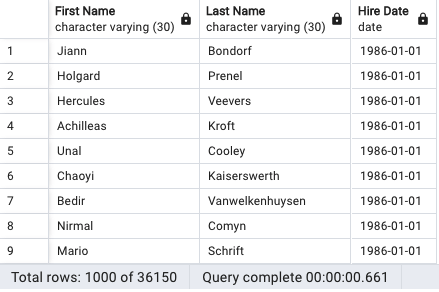 First Name Last Name Hire Date
character varying (30) character varying (30) date
1 Jiann Bondorf 1986-01-01
2 Holgard Prenel 1986-01-01
3 Hercules Veevers 1986-01-01
4 Achilleas Kroft 1986-01-01
5 Unal Cooley 1986-01-01
6 Chaoyi Kaiserswerth 1986-01-01
7 Bedir Vanwelkenhuysen 1986-01-01
8 Nirmal Comyn 1986-01-01
9 Mario Schrift 1986-01-01
Total rows: 1000 of 36150 Query complete 00:00:00.661